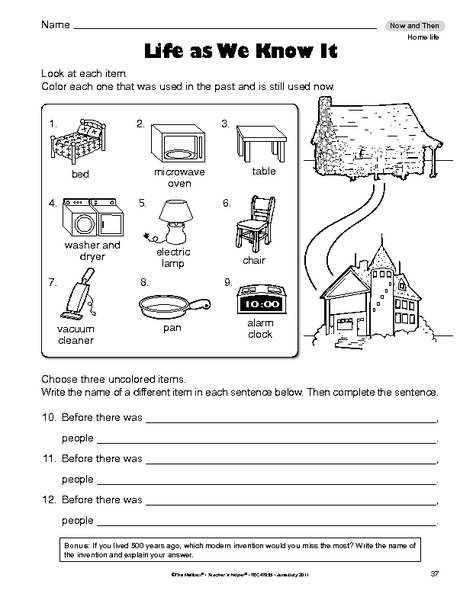 Name
Now and Then
Home life
Life as We Know It
Look at each item.
Color each one that was used in the past and is still used now.
1.
bed
2.
microwave
oven
3.
table
4.
washer and
dryer
5.
electric
lamp
6.
chair
7.
vacuum
cleaner
8.
pan
9.
10:00
alarm
clock
Choose three uncolored items.
Write the name of a different item in each sentence below. Then complete the sentence.
10. Before there was ,
people .
11. Before there was ,
people .
12. Before there was ,
people .
Bonus: If you lived 500 years ago, which modern invention would you miss the most? Write the name of
the invention and explain your answer.
©The Mailbox® • Teacher's Helper® • • June/July 2011
37